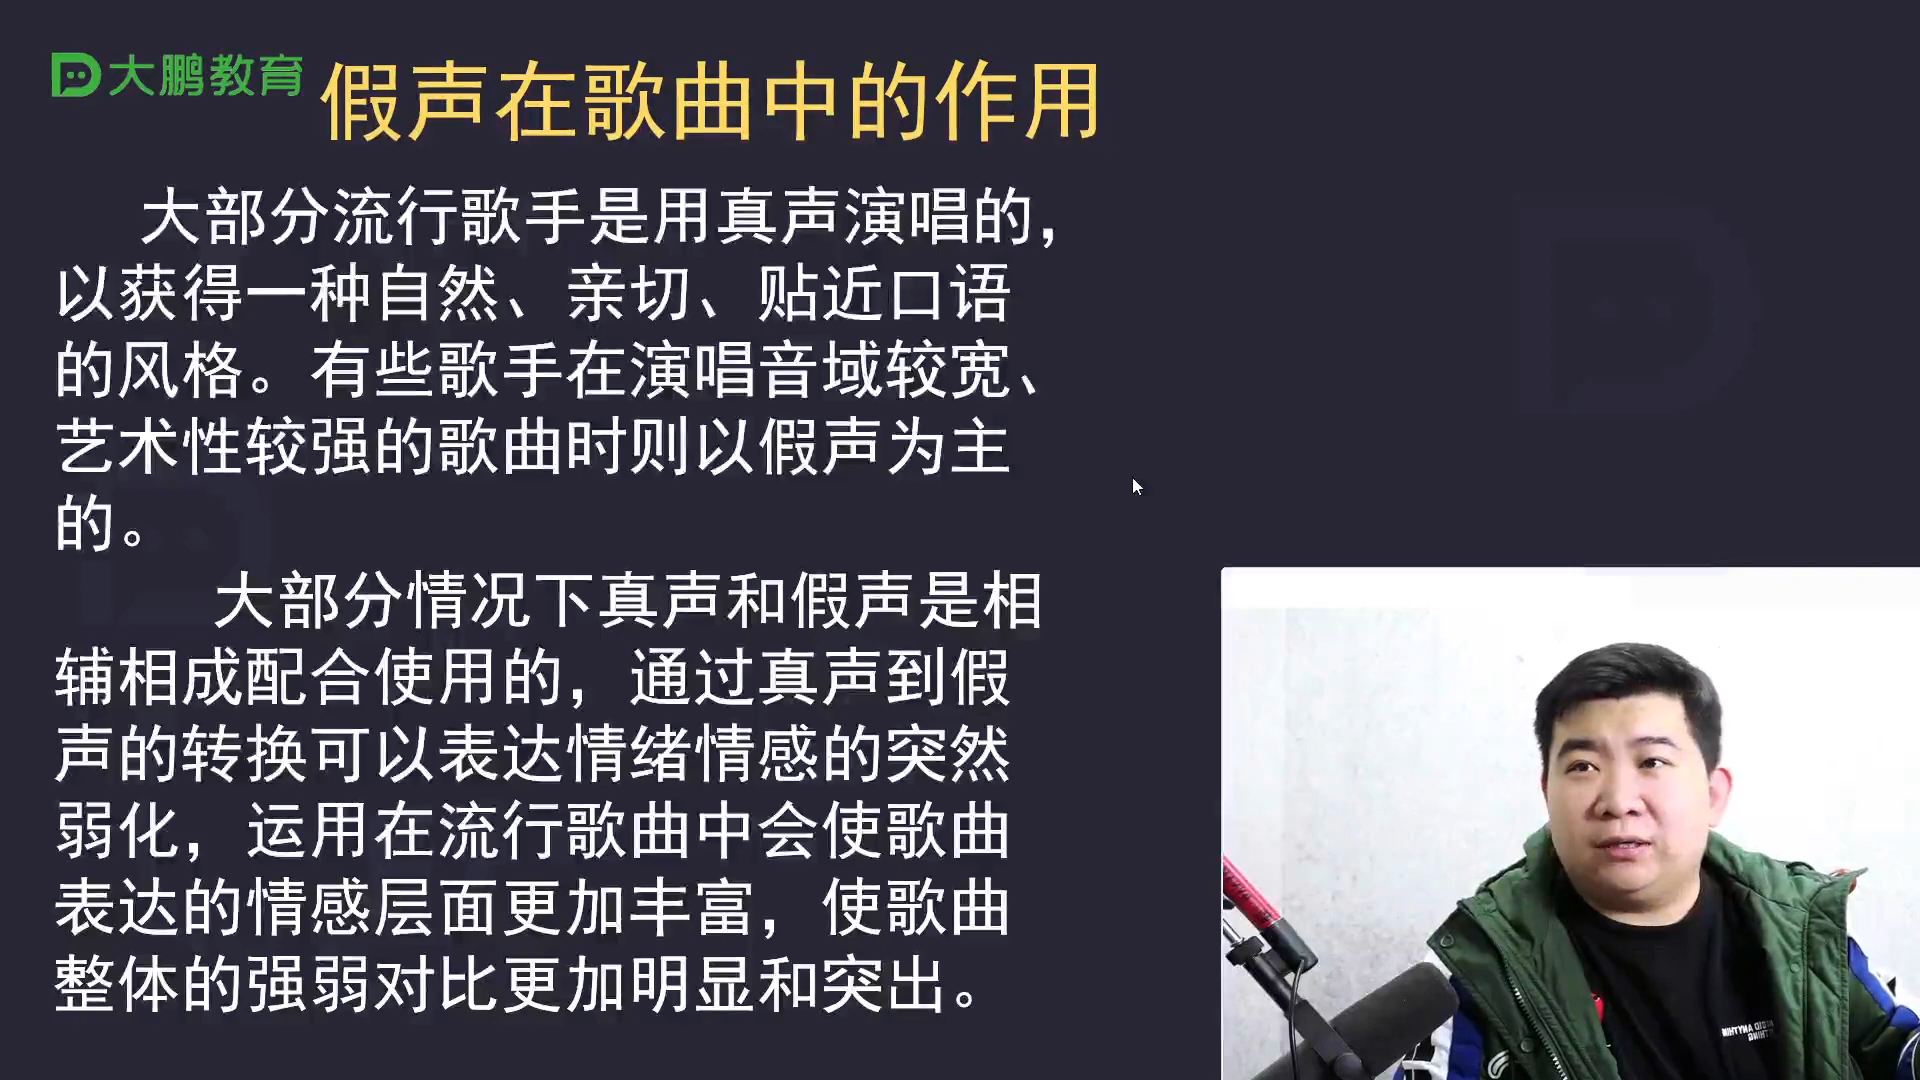 大鹏教育
假声在歌曲中的作用
大部分流行歌手是用真声演唱的，
以获得一种自然、亲切、贴近口语
的风格。有些歌手在演唱音域较宽、
艺术性较强的歌曲时则以假声为主
的。
大部分情况下真声和假声是相
辅相成配合使用的，通过真声到假
声的转换可以表达情绪情感的突然
弱化，运用在流行歌曲中会使歌曲
表达的情感层面更加丰富，使歌曲
整体的强弱对比更加明显和突出。